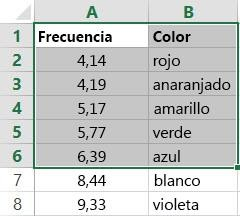 A B
1 Frecuencia Color
2 4,14 rojo
3 4,19 anaranjado
4 5,17 amarillo
5 5,77 verde
6 6,39 azul
7 8,44 blanco
8 9,33 violeta